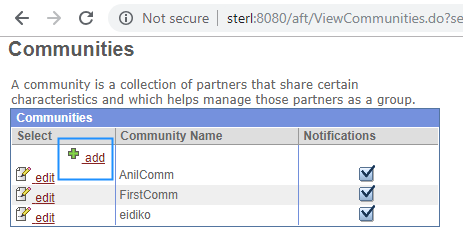 Not secure | sterl:8080/aft/ViewCommunities.do?se
Communities
A community is a collection of partners that share certain
characteristics and which helps manage those partners as a group.
Communities
Select Community Name Notifications
add
edit AnilComm
edit FirstComm
edit eidiko